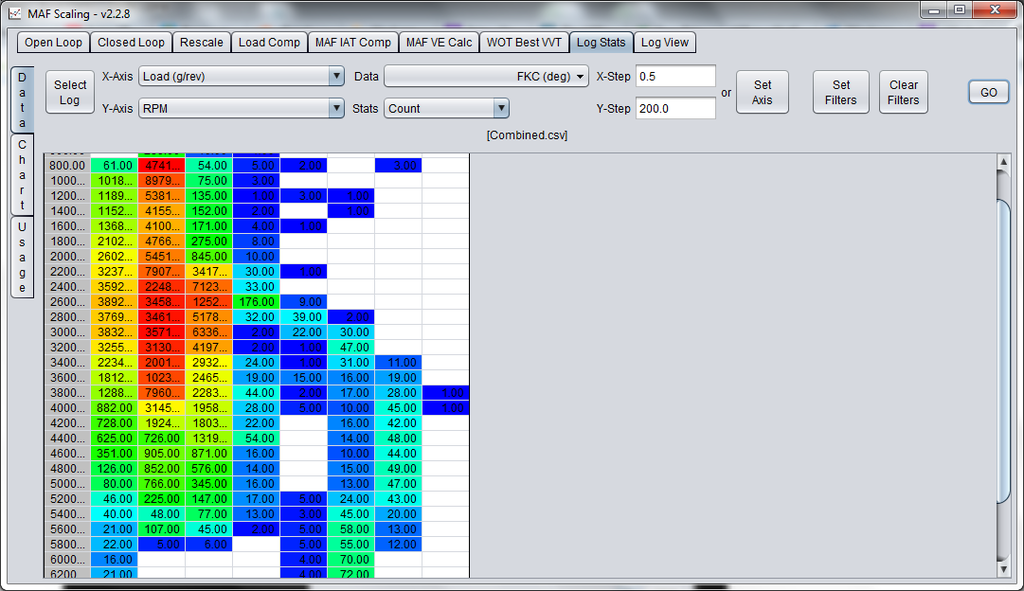 MAF Scaling - v2.2.8
Open Loop Closed Loop Rescale Load Comp MAF IAT Comp MAF VE Calc WOT Best VVT Log Stats Log View
Data
Chart
Usage
Select Log
X-Axis Load (g/rev) Data FKC (deg) X-Step 0.5
Y-Axis RPM Stats Count Y-Step 200.0
or Set Axis Set Filters Clear Filters GO
[Combined.csv]
800.00 61.00 4741... 54.00 5.00 2.00 3.00
1000... 1018... 8979... 75.00 3.00
1200... 1189... 5381... 135.00 1.00 3.00 1.00
1400... 1152... 4155... 152.00 2.00 1.00
1600... 1368... 4100... 171.00 4.00 1.00
1800... 2102... 4766... 275.00 8.00
2000... 2602... 5451... 845.00 10.00
2200... 3237... 7907... 3417... 30.00 1.00
2400... 3592... 2248... 7123... 33.00
2600... 3892... 3458... 1252... 176.00 9.00
2800... 3769... 3461... 5178... 32.00 39.00 2.00
3000... 3832... 3571... 6336... 2.00 22.00 30.00
3200... 3255... 3130... 4197... 2.00 1.00 47.00
3400... 2234... 2001... 2932... 24.00 1.00 31.00 11.00
3600... 1812... 1023... 2465... 19.00 15.00 16.00 19.00
3800... 1288... 7960... 2283... 44.00 2.00 17.00 28.00 1.00
4000... 882.00 3145... 1958... 28.00 5.00 10.00 45.00 1.00
4200... 728.00 1924... 1803... 22.00 16.00 42.00
4400... 625.00 726.00 1319... 54.00 14.00 48.00
4600... 351.00 905.00 871.00 16.00 10.00 44.00
4800... 126.00 852.00 576.00 14.00 15.00 49.00
5000... 80.00 766.00 345.00 16.00 13.00 47.00
5200... 46.00 225.00 147.00 17.00 5.00 24.00 43.00
5400... 40.00 48.00 77.00 13.00 3.00 45.00 20.00
5600... 21.00 107.00 45.00 2.00 5.00 58.00 13.00
5800... 22.00 5.00 6.00 5.00 55.00 12.00
6000... 16.00 4.00 70.00
6200... 21.00 4.00 72.00